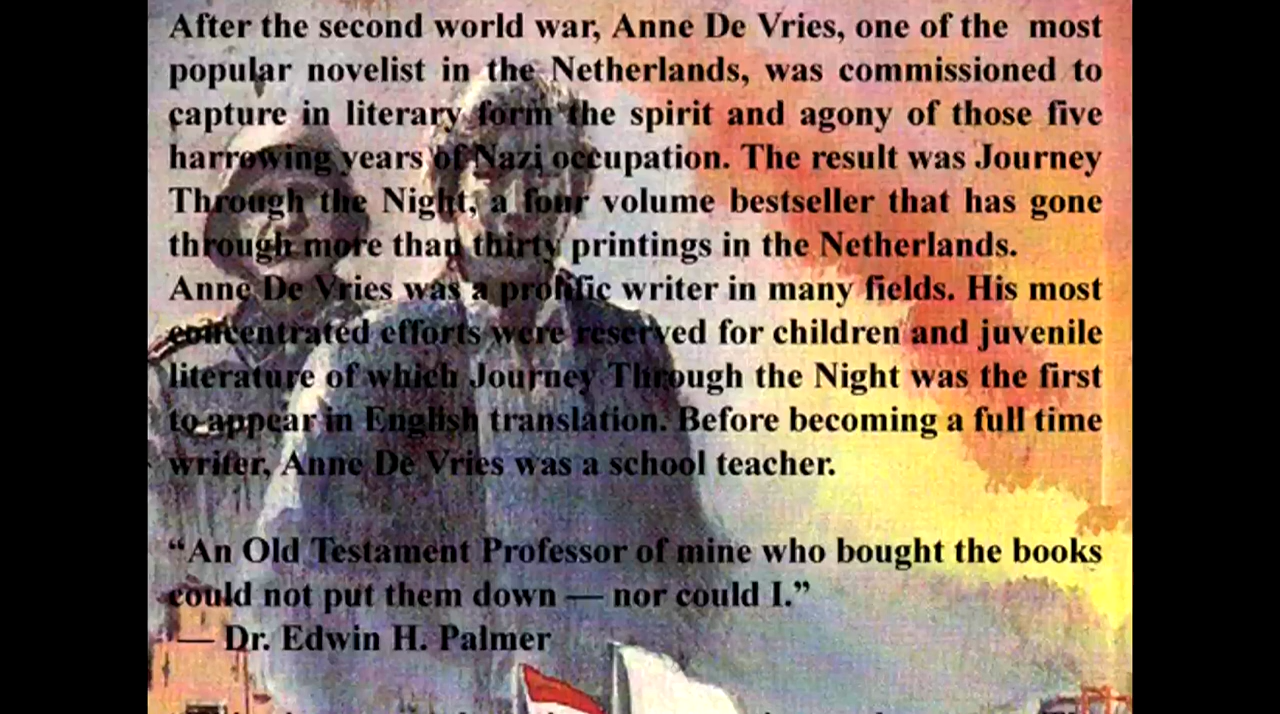 After the second world war, Anne De Vries, one of the most
popular novelist in the Netherlands, was commissioned to
capture in literary form the spirit and agony of those five
harrowing years of Nazi occupation. The result was Journey
Through the Night, a four volume bestseller that has gone
through more than thirty printings in the Netherlands.
Anne De Vries was a prolific writer in many fields. His most
concentrated efforts were reserved for children and juvenile
literature of which Journey Through the Night was the first
to appear in English translation. Before becoming a full time
writer, Anne De Vries was a school teacher.
“An Old Testament Professor of mine who bought the books
could not put them down — nor could I.”
— Dr. Edwin H. Palmer